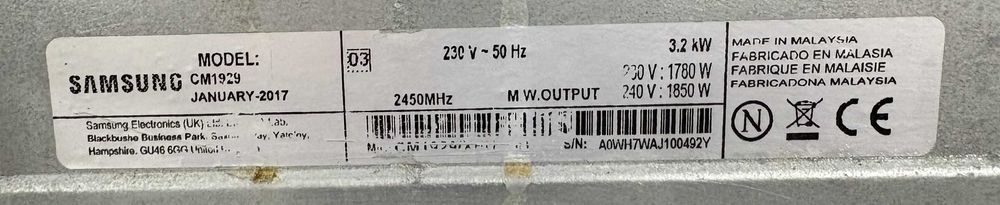 SAMSUNG
MODEL:
CM1929
JANUARY-2017
Samsung Electronics (UK)
Blackbushe Business Park,
Hampshire. GU46 6GG
03
230 V ~ 50 Hz
3.2 kW
230 V : 1780 W
2450MHz M W.OUTPUT 240 V : 1850 W
S/N: A0WH7WAJ100492Y
MADE IN MALAYSIA
FABRICADO EN MALASIA
FABRIQUE EN MALAISIE
FABRICADONA MALAYSIA
N CE